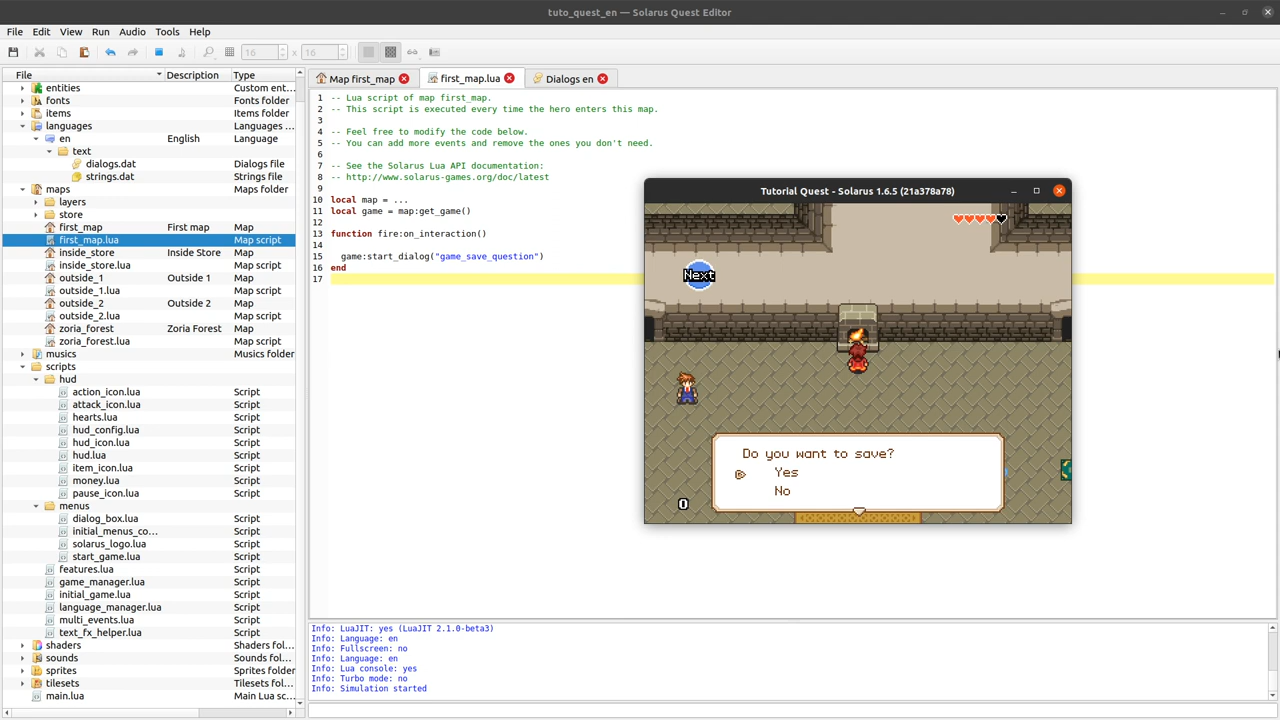 tuto_quest_en — Solarus Quest Editor
File Edit View Run Audio Tools Help
16 x 16
File Description Type
entities Custom ent...
fonts Fonts folder
items Items folder
languages Languages ...
en English Language
text
dialogs.dat Dialogs file
strings.dat Strings file
maps Maps folder
layers
store
first_map First map Map
first_map.lua Map script
inside_store Inside Store Map
inside_store.lua Map script
outside_1 Outside 1 Map
outside_1.lua Map script
outside_2 Outside 2 Map
outside_2.lua Map script
zoria_forest Zoria Forest Map
zoria_forest.lua Map script
musics Musics folder
scripts
hud
action_icon.lua Script
attack_icon.lua Script
hearts.lua Script
hud_config.lua Script
hud_icon.lua Script
hud.lua Script
item_icon.lua Script
money.lua Script
pause_icon.lua Script
menus
dialog_box.lua Script
initial_menus_co... Script
solarus_logo.lua Script
start_game.lua Script
features.lua Script
game_manager.lua Script
initial_game.lua Script
language_manager.lua Script
multi_events.lua Script
text_fx_helper.lua Script
shaders Shaders fol...
sounds Sounds fol...
sprites Sprites folder
tilesets Tilesets fol...
main.lua Main Lua sc...
Map first_map first_map.lua Dialogs en
1 -- Lua script of map first_map.
2 -- This script is executed every time the hero enters this map.
3
4 -- Feel free to modify the code below.
5 -- You can add more events and remove the ones you don't need.
6
7 -- See the Solarus Lua API documentation:
8 -- http://www.solarus-games.org/doc/latest
9
10 local map = ...
11 local game = map:get_game()
12
13 function fire:on_interaction()
14
15 game:start_dialog("game_save_question")
16 end
17
Tutorial Quest - Solarus 1.6.5 (21a378a78)
Next
Do you want to save?
Yes
No
0
Info: LuaJIT: yes (LuaJIT 2.1.0-beta3)
Info: Language: en
Info: Fullscreen: no
Info: Language: en
Info: Lua console: yes
Info: Turbo mode: no
Info: Simulation started